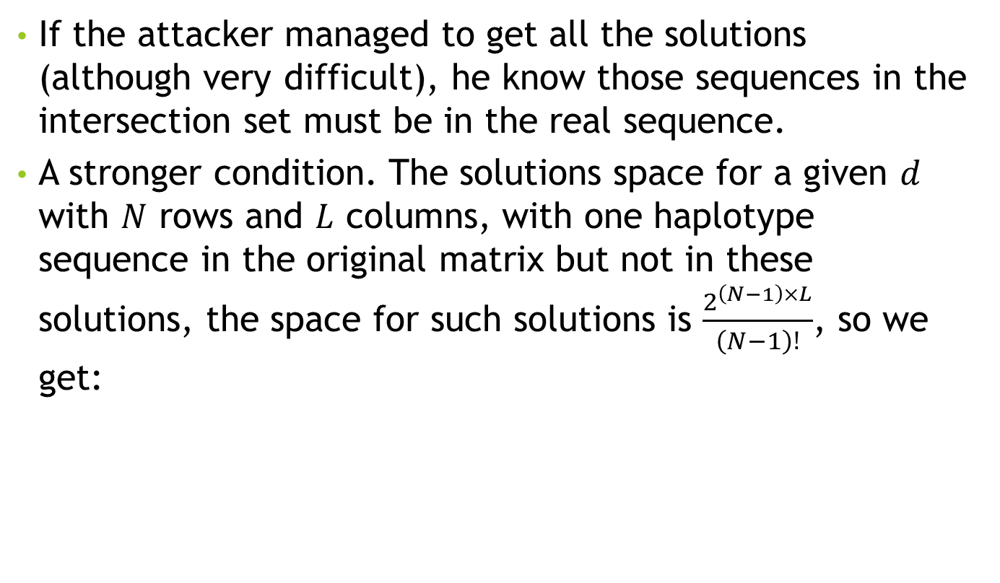 • If the attacker managed to get all the solutions
(although very difficult), he know those sequences in the
intersection set must be in the real sequence.
• A stronger condition. The solutions space for a given d
with N rows and L columns, with one haplotype
sequence in the original matrix but not in these
solutions, the space for such solutions is 2^{(N−1)×L}/(N−1)!, so we
get: